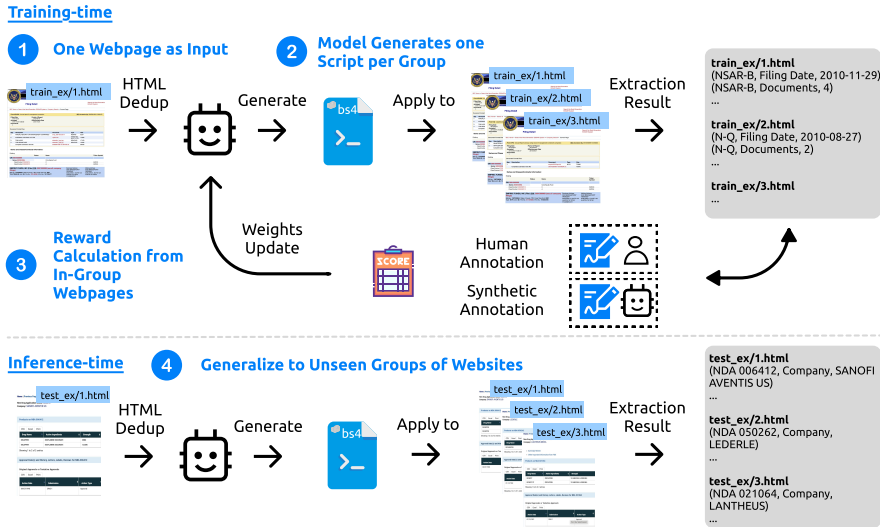 Training-time
1
One Webpage as Input
2
Model Generates one
Script per Group
train_ex/1.html
HTML
Dedup
Generate
bs4
Apply to
train_ex/1.html
train_ex/2.html
train_ex/3.html
Extraction
Result
train_ex/1.html
(NSAR-B, Filing Date, 2010-11-29)
(NSAR-B, Documents, 4)
...
train_ex/2.html
(N-Q, Filing Date, 2010-08-27)
(N-Q, Documents, 2)
...
train_ex/3.html
...
3
Reward
Calculation from
In-Group
Webpages
Weights
Update
SCORE
Human
Annotation
Synthetic
Annotation
Inference-time
4
Generalize to Unseen Groups of Websites
test_ex/1.html
HTML
Dedup
Generate
bs4
Apply to
test_ex/1.html
test_ex/2.html
test_ex/3.html
Extraction
Result
test_ex/1.html
(NDA 006412, Company, SANOFI
AVENTIS US)
...
test_ex/2.html
(NDA 050262, Company,
LEDERLE)
...
test_ex/3.html
(NDA 021064, Company,
LANTHEUS)
...